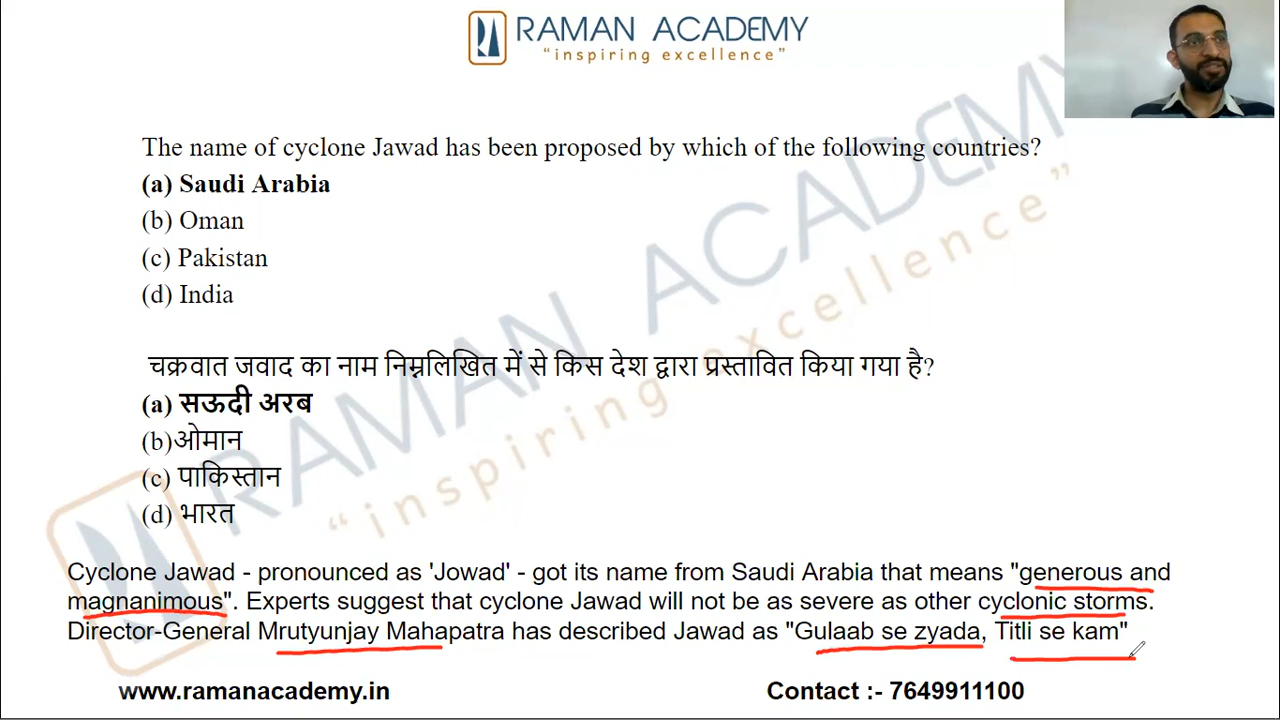 RAMAN ACADEMY
"inspiring excellence"
The name of cyclone Jawad has been proposed by which of the following countries?
(a) Saudi Arabia
(b) Oman
(c) Pakistan
(d) India
चक्रवात जवाद का नाम निम्नलिखित में से किस देश द्वारा प्रस्तावित किया गया है?
(a) सऊदी अरब
(b)ओमान
(c) पाकिस्तान
(d) भारत
RAMAN ACADEMY
"inspiring excellence"
Cyclone Jawad - pronounced as 'Jowad' - got its name from Saudi Arabia that means "generous and
magnanimous". Experts suggest that cyclone Jawad will not be as severe as other cyclonic storms.
Director-General Mrutyunjay Mahapatra has described Jawad as "Gulaab se zyada, Titli se kam"
www.ramanacademy.in
Contact :- 7649911100